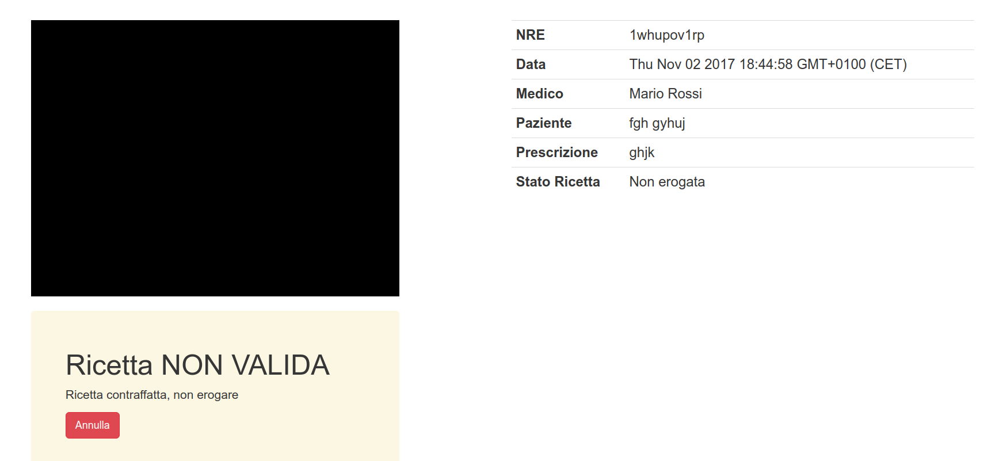 NRE 1whupov1rp
Data Thu Nov 02 2017 18:44:58 GMT+0100 (CET)
Medico Mario Rossi
Paziente fgh gyhuj
Prescrizione ghjk
Stato Ricetta Non erogata
Ricetta NON VALIDA
Ricetta contraffatta, non erogare
Annulla